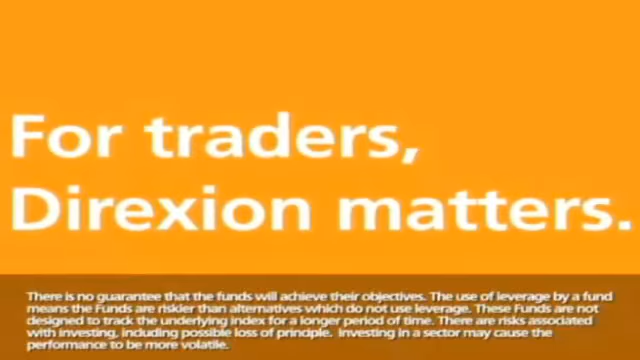 For traders,
Direxion matters.
There is no guarantee that the funds will achieve their objectives. The use of leverage by a fund
means the Funds are riskier than alternatives which do not use leverage. These Funds are not
designed to track the underlying index for a longer period of time. There are risks associated
with investing, including possible loss of principle. Investing in a sector may cause the
performance to be more volatile.